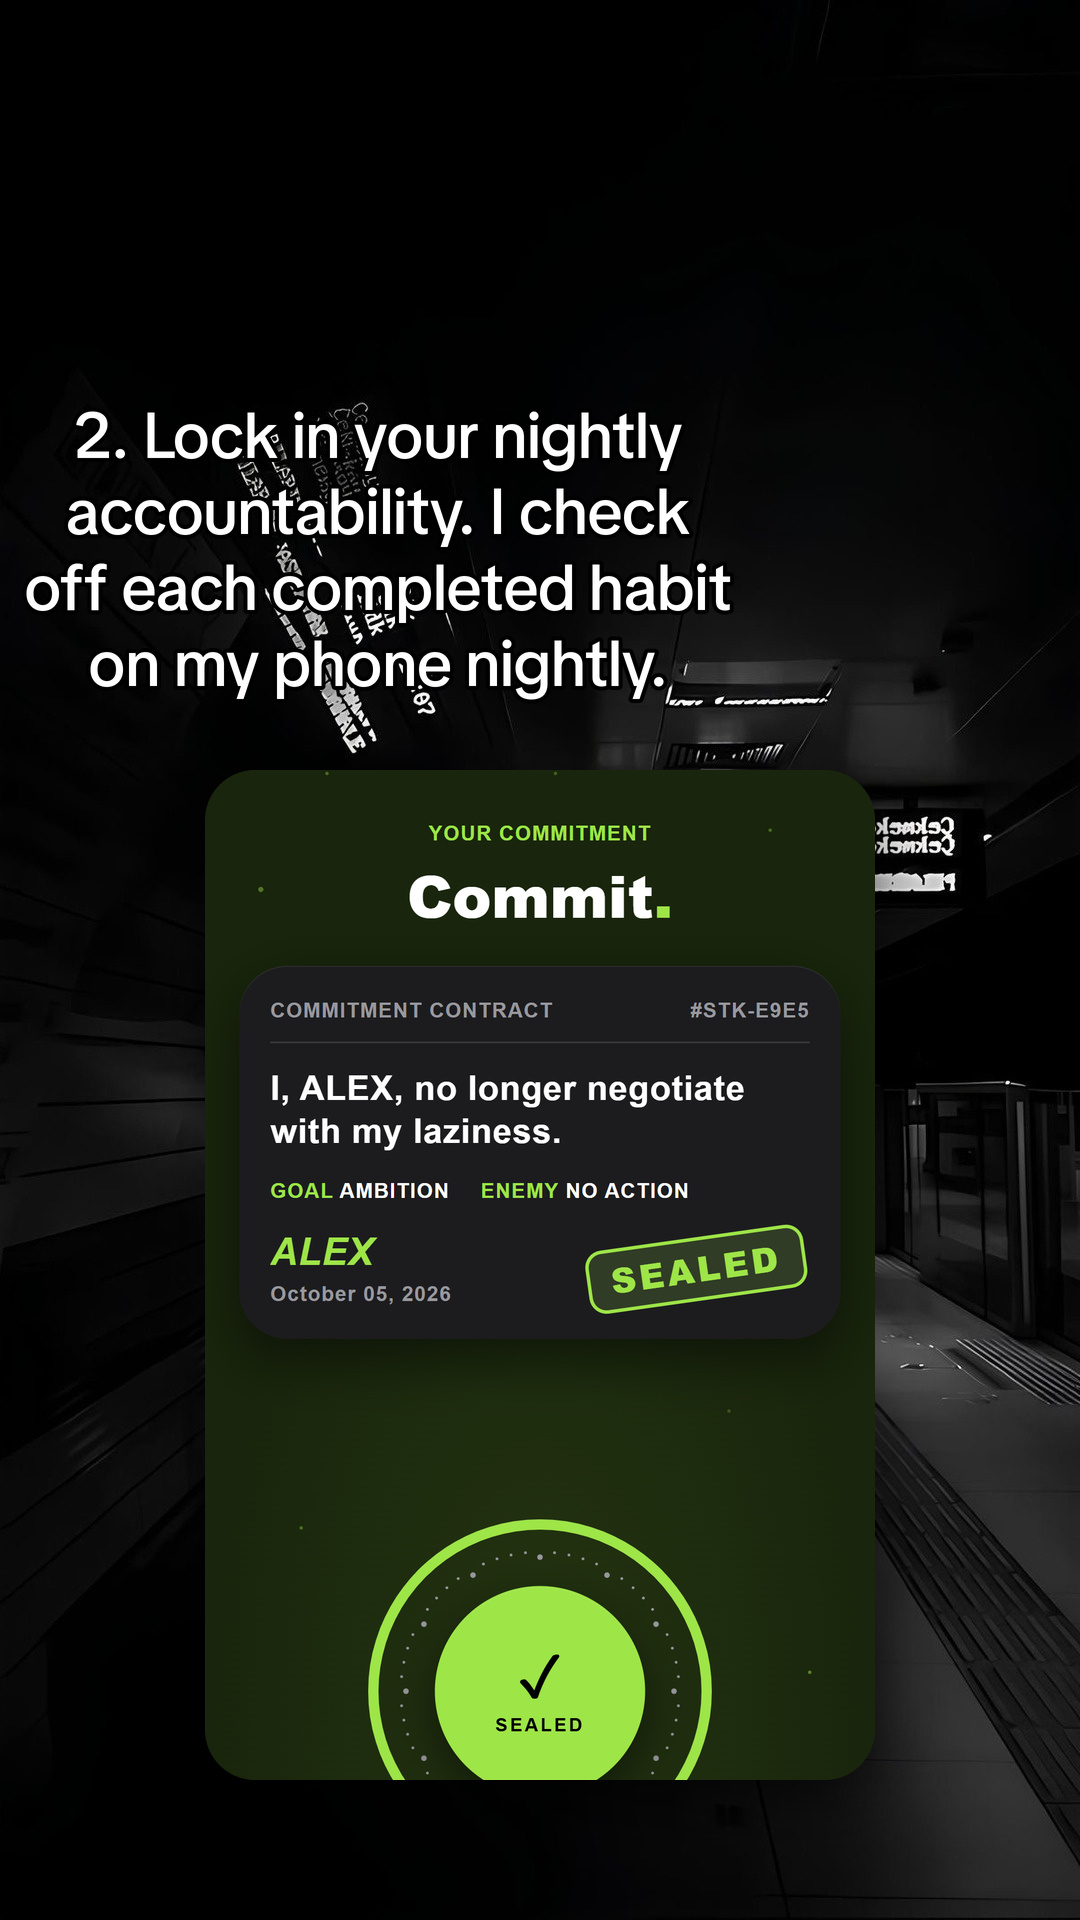 2. Lock in your nightly
accountability. I check
off each completed habit
on my phone nightly.
YOUR COMMITMENT
Commit.
COMMITMENT CONTRACT #STK-E9E5
I, ALEX, no longer negotiate
with my laziness.
GOAL AMBITION ENEMY NO ACTION
ALEX
October 05, 2026
SEALED
✓
SEALED